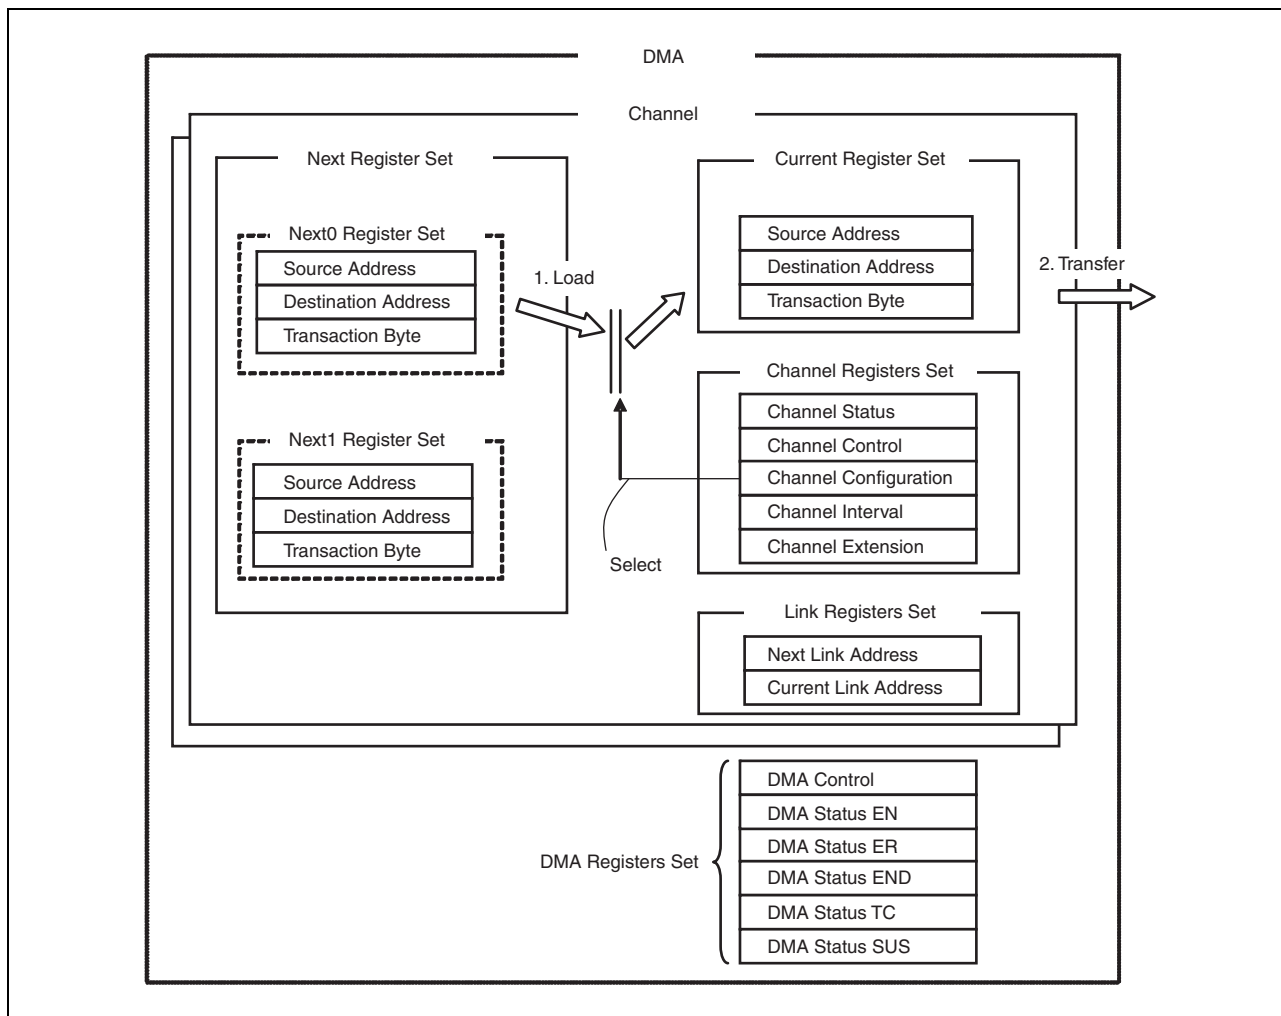 DMA
Channel
Next Register Set
Next0 Register Set
Source Address
Destination Address
Transaction Byte
Next1 Register Set
Source Address
Destination Address
Transaction Byte
1. Load
Select
Current Register Set
Source Address
Destination Address
Transaction Byte
2. Transfer
Channel Registers Set
Channel Status
Channel Control
Channel Configuration
Channel Interval
Channel Extension
Link Registers Set
Next Link Address
Current Link Address
DMA Registers Set
DMA Control
DMA Status EN
DMA Status ER
DMA Status END
DMA Status TC
DMA Status SUS